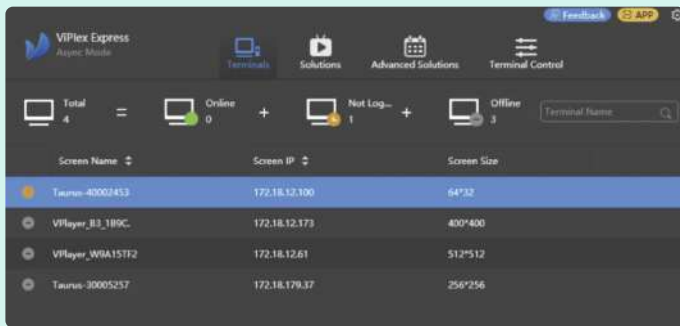 Feedback APP
ViPlex Express
Async Mode
Terminals Solutions Advanced Solutions Terminal Control
Total 4 = Online 0 + Not Log... 1 + Offline 3 Terminal Name
Screen Name Screen IP Screen Size
Taurus-40002453 172.18.12.100 64*32
VPlayer_B3_1B9C. 172.18.12.173 400*400
VPlayer_W9A15TF2 172.18.12.61 512*512
Taurus-30005257 172.18.179.37 256*256